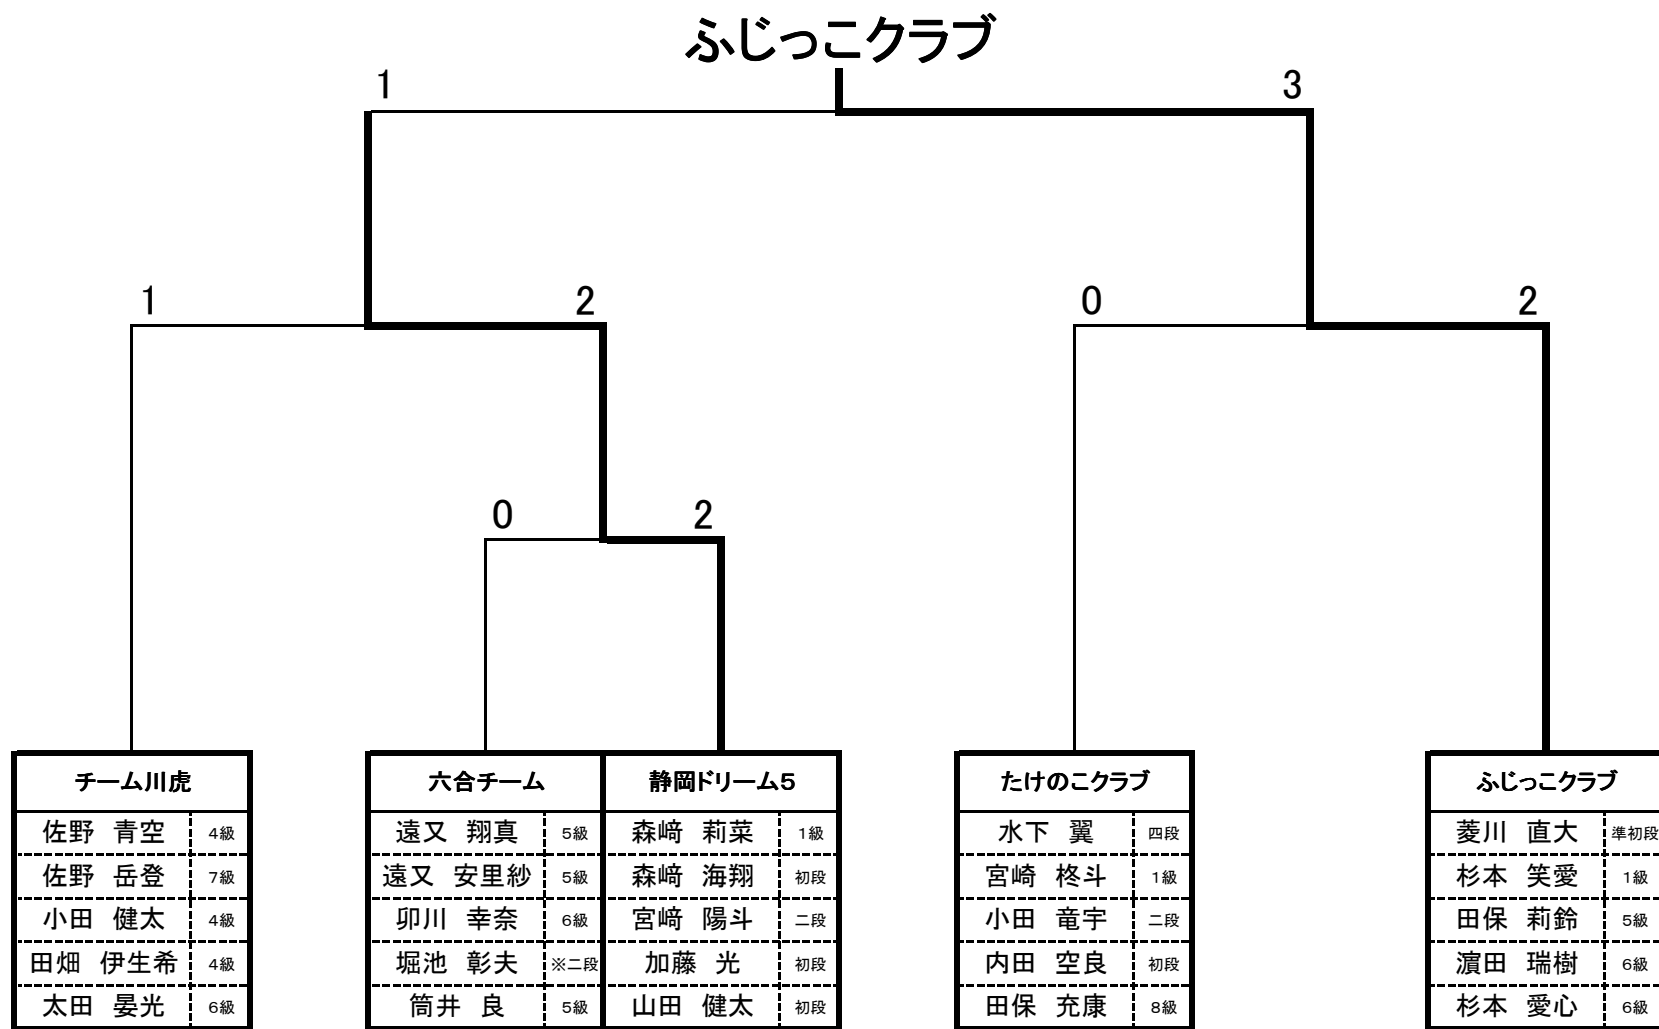 ふじっこクラブ
1 3
1 2 0 2
0 2
チーム川虎 六合チーム 静岡ドリーム5 たけのこクラブ ふじっこクラブ
佐野 青空 4級 遠又 翔真 5級 森﨑 莉菜 1級 水下 翼 四段 菱川 直大 準初段
佐野 岳登 7級 遠又 安里紗 5級 森﨑 海翔 初段 宮崎 柊斗 1級 杉本 笑愛 1級
小田 健太 4級 卯川 幸奈 6級 宮﨑 陽斗 二段 小田 竜宇 二段 田保 莉鈴 5級
田畑 伊生希 4級 堀池 彰夫 ※二段 加藤 光 初段 内田 空良 初段 濵田 瑞樹 6級
太田 晏光 6級 筒井 良 5級 山田 健太 初段 田保 充康 8級 杉本 愛心 6級